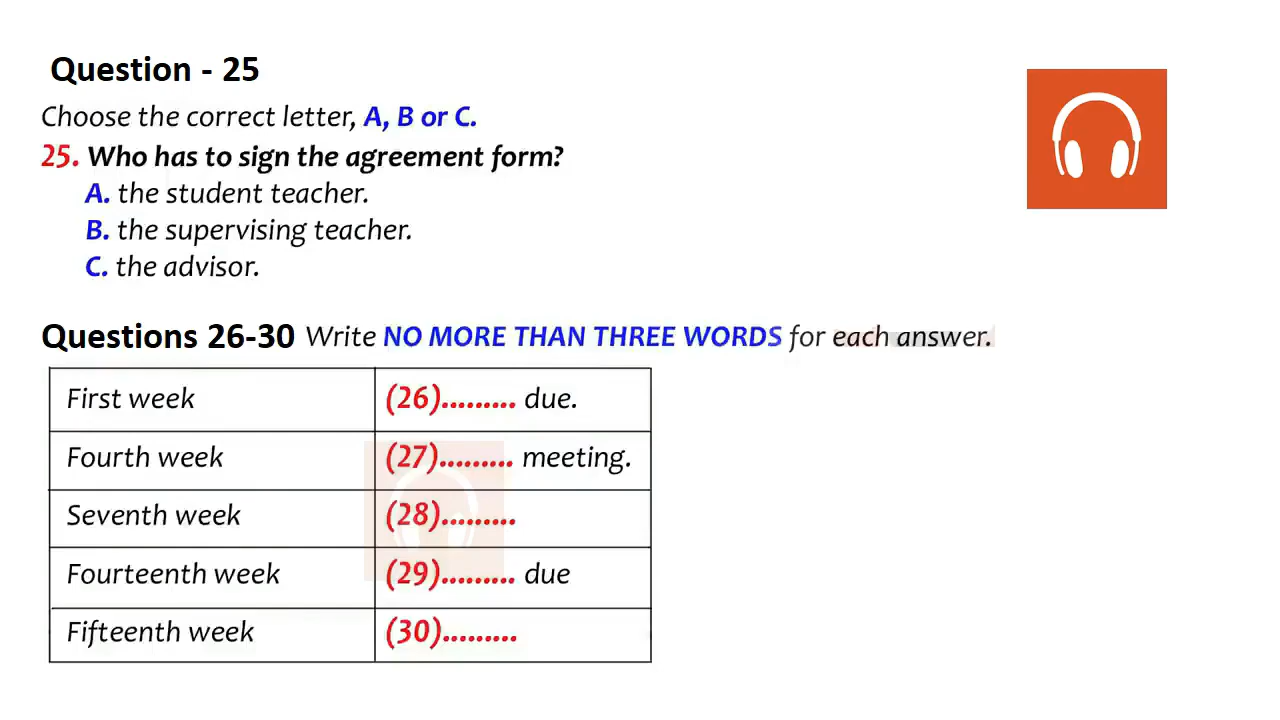 Question - 25
Choose the correct letter, A, B or C.
25. Who has to sign the agreement form?
A. the student teacher.
B. the supervising teacher.
C. the advisor.
Questions 26-30 Write NO MORE THAN THREE WORDS for each answer.
First week (26)......... due.
Fourth week (27)......... meeting.
Seventh week (28).........
Fourteenth week (29)......... due
Fifteenth week (30).........